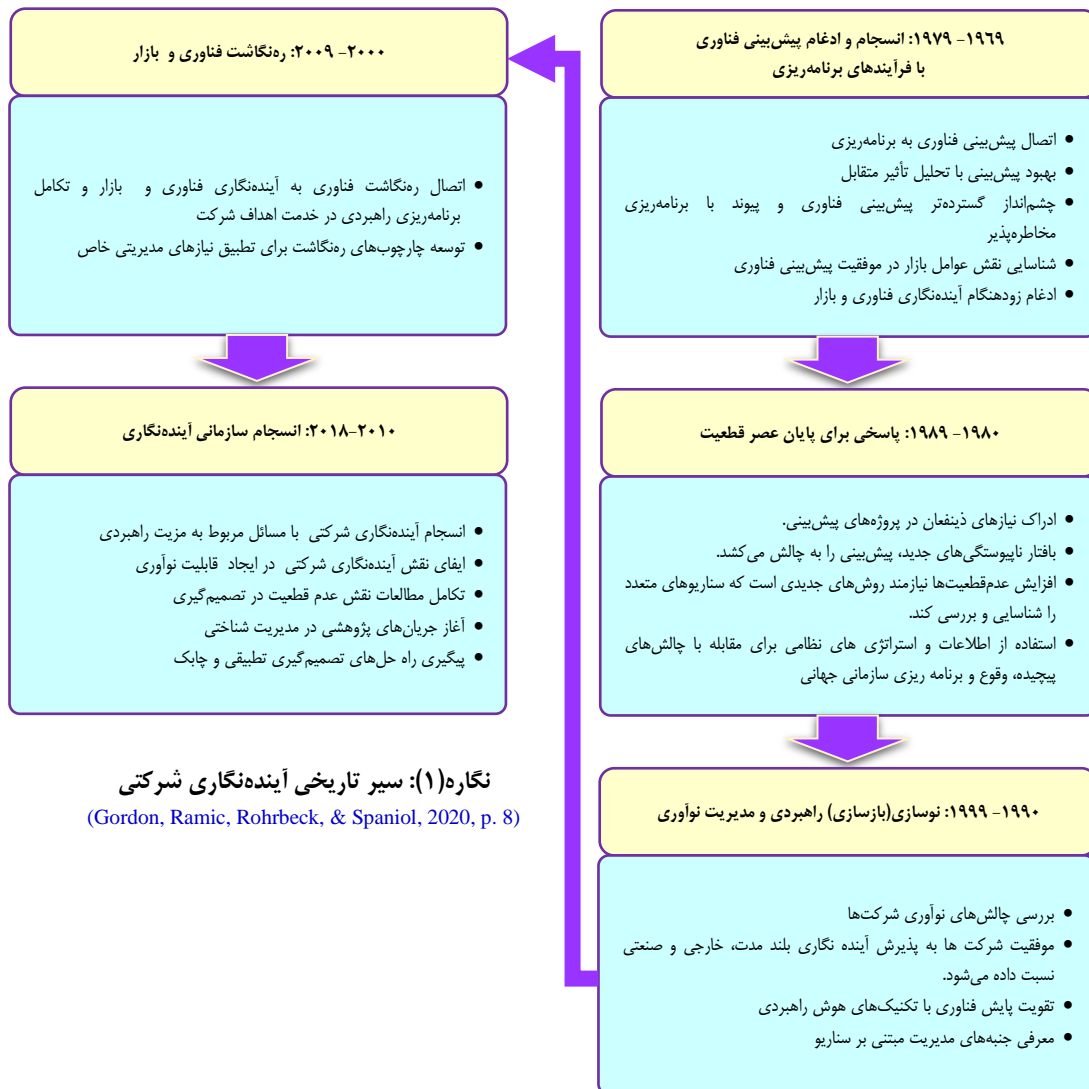 ۱۹۶۹- ۱۹۷۹: انسجام و ادغام پیش‌بینی فناوری
با فرآیندهای برنامه‌ریزی
• اتصال پیش‌بینی فناوری به برنامه‌ریزی
• بهبود پیش‌بینی با تحلیل تأثیر متقابل
• چشم‌انداز گسترده‌تر پیش‌بینی فناوری و پیوند با برنامه‌ریزی
مخاطره‌پذیر
• شناسایی نقش عوامل بازار در موفقیت پیش‌بینی فناوری
• ادغام زودهنگام آینده‌نگاری فناوری و بازار
۱۹۸۰- ۱۹۸۹: پاسخی برای پایان عصر قطعیت
• ادراک نیازهای ذینفعان در پروژه‌های پیش‌بینی.
• بافتار ناپیوستگی‌های جدید، پیش‌بینی را به چالش می‌کشد.
• افزایش عدم‌قطعیت‌ها نیازمند روش‌های جدیدی است که سناریوهای متعدد
را شناسایی و بررسی کند.
• استفاده از اطلاعات و استراتژی های نظامی برای مقابله با چالش‌های
پیچیده، وقوع و برنامه ریزی سازمانی جهانی
۱۹۹۰- ۱۹۹۹: نوسازی(بازسازی) راهبردی و مدیریت نوآوری
• بررسی چالش‌های نوآوری شرکت‌ها
• موفقیت شرکت ها به پذیرش آینده نگاری بلند مدت، خارجی و صنعتی
نسبت داده می‌شود.
• تقویت پایش فناوری با تکنیک‌های هوش راهبردی
• معرفی جنبه‌های مدیریت مبتنی بر سناریو
۲۰۰۰- ۲۰۰۹: ره‌نگاشت فناوری و بازار
• اتصال ره‌نگاشت فناوری به آینده‌نگاری فناوری و بازار و تکامل
برنامه‌ریزی راهبردی در خدمت اهداف شرکت
• توسعه چارچوب‌های ره‌نگاشت برای تطبیق نیازهای مدیریتی خاص
۲۰۱۰-۲۰۱۸: انسجام سازمانی آینده‌نگاری
• انسجام آینده‌نگاری شرکتی با مسائل مربوط به مزیت راهبردی
• ایفای نقش آینده‌نگاری شرکتی در ایجاد قابلیت نوآوری
• تکامل مطالعات نقش عدم قطعیت در تصمیم‌گیری
• آغاز جریان‌های پژوهشی در مدیریت شناختی
• پیگیری راه حل‌های تصمیم‌گیری تطبیقی و چابک
نگاره(۱): سیر تاریخی آینده‌نگاری شرکتی
(Gordon, Ramic, Rohrbeck, & Spaniol, 2020, p. 8)